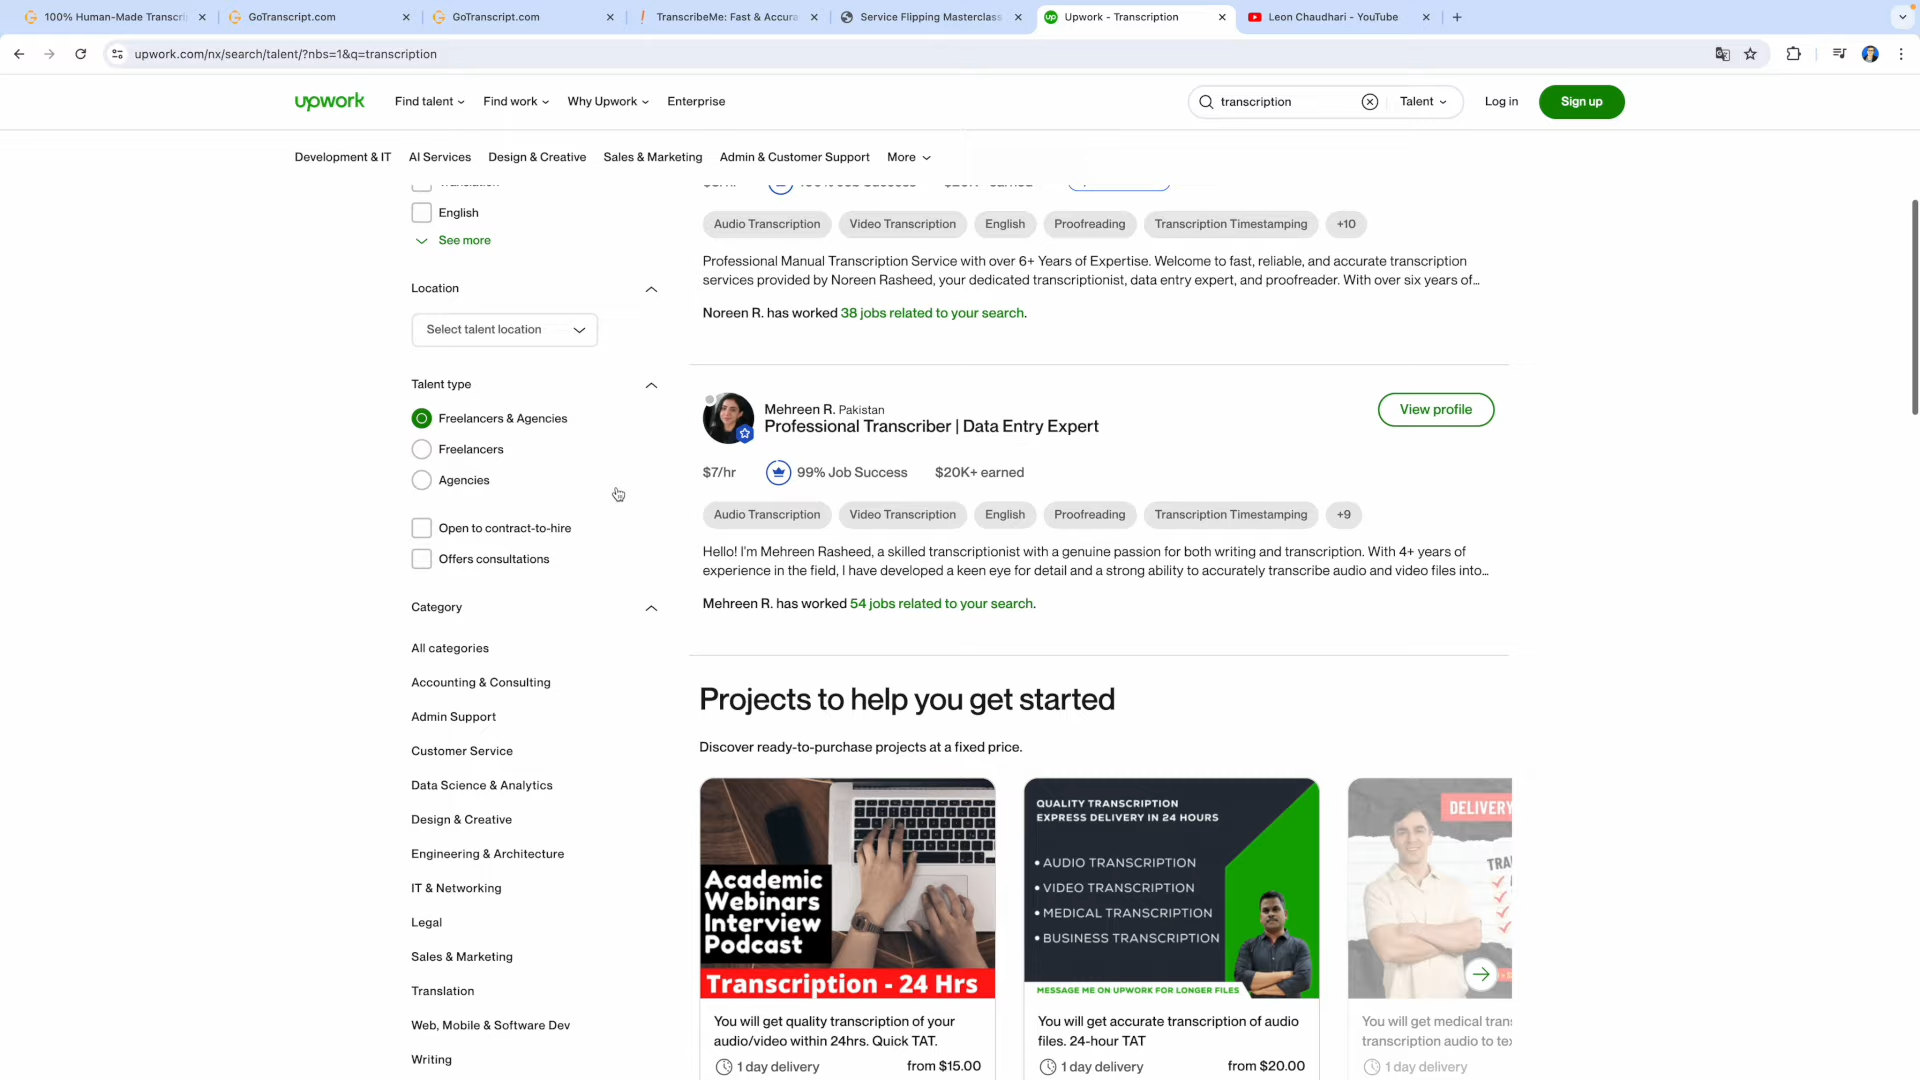 100% Human-Made Transcri
GoTranscript.com
GoTranscript.com
TranscribeMe: Fast & Accura
Service Flipping Masterclass
Upwork - Transcription
Leon Chaudhari - YouTube
upwork.com/nx/search/talent/?nbs=1&q=transcription
upwork
Find talent
Find work
Why Upwork
Enterprise
transcription
Talent
Log in
Sign up
Development & IT
AI Services
Design & Creative
Sales & Marketing
Admin & Customer Support
More
English
See more
Location
Select talent location
Talent type
Freelancers & Agencies
Freelancers
Agencies
Open to contract-to-hire
Offers consultations
Category
All categories
Accounting & Consulting
Admin Support
Customer Service
Data Science & Analytics
Design & Creative
Engineering & Architecture
IT & Networking
Legal
Sales & Marketing
Translation
Web, Mobile & Software Dev
Writing
Audio Transcription
Video Transcription
English
Proofreading
Transcription Timestamping
+10
Professional Manual Transcription Service with over 6+ Years of Expertise. Welcome to fast, reliable, and accurate transcription
services provided by Noreen Rasheed, your dedicated transcriptionist, data entry expert, and proofreader. With over six years of...
Noreen R. has worked 38 jobs related to your search.
Mehreen R. Pakistan
Professional Transcriber | Data Entry Expert
View profile
$7/hr
99% Job Success
$20K+ earned
Audio Transcription
Video Transcription
English
Proofreading
Transcription Timestamping
+9
Hello! I'm Mehreen Rasheed, a skilled transcriptionist with a genuine passion for both writing and transcription. With 4+ years of
experience in the field, I have developed a keen eye for detail and a strong ability to accurately transcribe audio and video files into...
Mehreen R. has worked 54 jobs related to your search.
Projects to help you get started
Discover ready-to-purchase projects at a fixed price.
Academic
Webinars
Interview
Podcast
Transcription - 24 Hrs
You will get quality transcription of your
audio/video within 24hrs. Quick TAT.
1 day delivery
from $15.00
QUALITY TRANSCRIPTION
EXPRESS DELIVERY IN 24 HOURS
• AUDIO TRANSCRIPTION
• VIDEO TRANSCRIPTION
• MEDICAL TRANSCRIPTION
• BUSINESS TRANSCRIPTION
MESSAGE ME ON UPWORK FOR LONGER FILES
You will get accurate transcription of audio
files. 24-hour TAT
1 day delivery
from $20.00
DELIVERY
TRA
You will get medical trans
transcription audio to te
1 day delivery